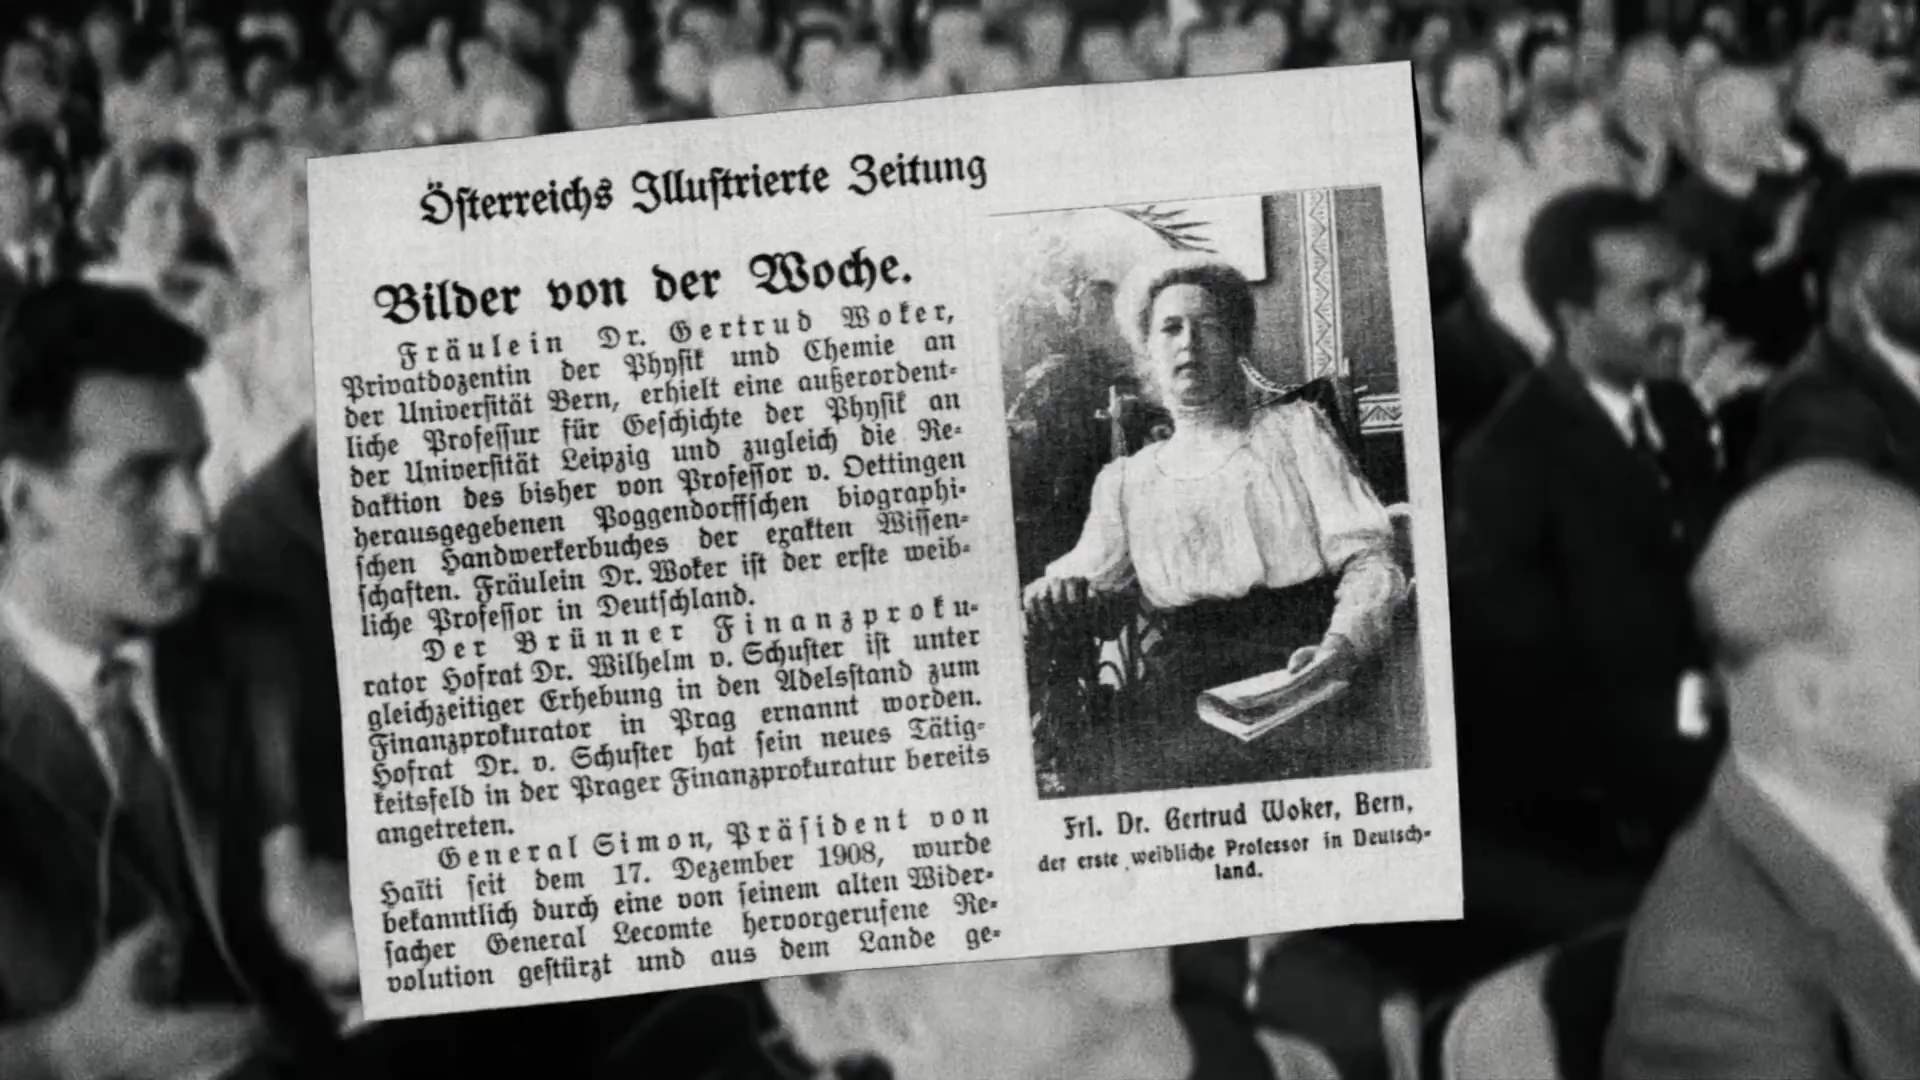 Österreichs Illustrierte Zeitung
Bilder von der Woche.
Fräulein Dr. Gertrud Woker,
Privatdozentin der Physik und Chemie an
der Universität Bern, erhielt eine außerordent-
liche Professur für Geschichte der Physik an
der Universität Leipzig und zugleich die Re-
daktion des bisher von Professor v. Oettingen
herausgegebenen Poggendorffschen biographi-
schen Handwerkerbuches der exakten Wissen-
schaften. Fräulein Dr. Woker ist der erste weib-
liche Professor in Deutschland.
Der Brünner Finanzproku-
rator Hofrat Dr. Wilhelm v. Schuster ist unter
gleichzeitiger Erhebung in den Adelsstand zum
Finanzprokurator in Prag ernannt worden.
Hofrat Dr. v. Schuster hat sein neues Tätig-
keitsfeld in der Prager Finanzprokuratur bereits
angetreten.
General Simon, Präsident von
Haïti seit dem 17. Dezember 1908, wurde
bekanntlich durch eine von seinem alten Wider-
sacher General Lecomte hervorgerufene Re-
volution gestürzt und aus dem Lande ge-
Frl. Dr. Gertrud Woker, Bern,
der erste weibliche Professor in Deutsch-
land.